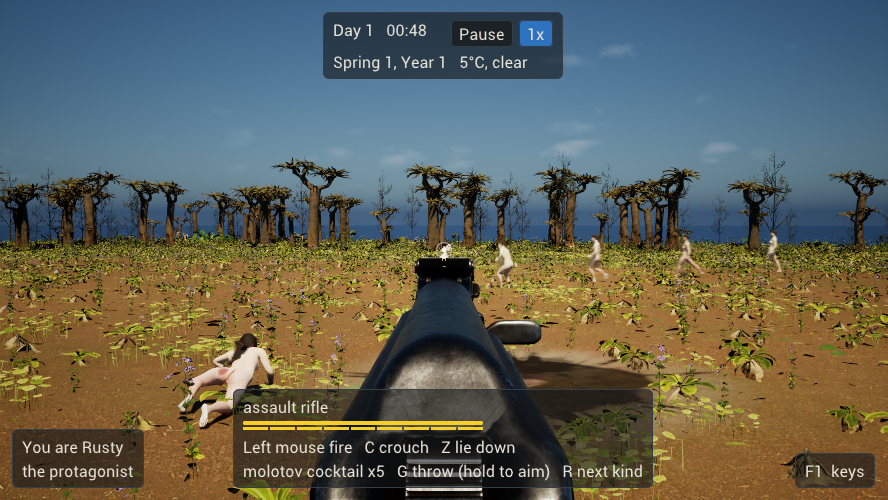 Day 1 00:48 Pause 1x
Spring 1, Year 1 5°C, clear
assault rifle
Left mouse fire C crouch Z lie down
molotov cocktail x5 G throw (hold to aim) R next kind
You are Rusty
the protagonist
F1 keys